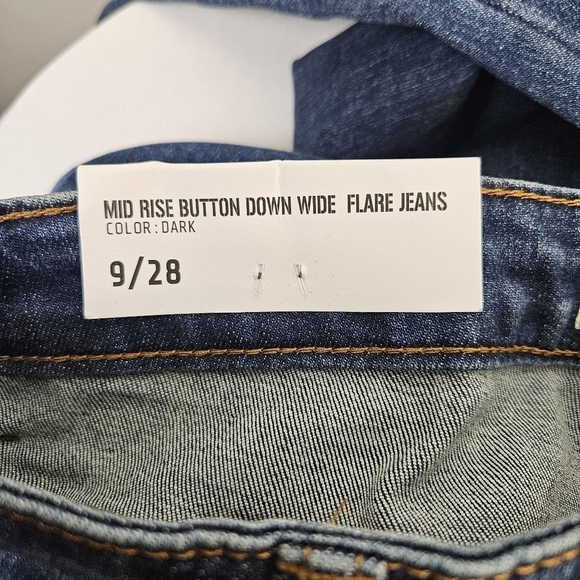 MID RISE BUTTON DOWN WIDE FLARE JEANS
COLOR:DARK
9/28